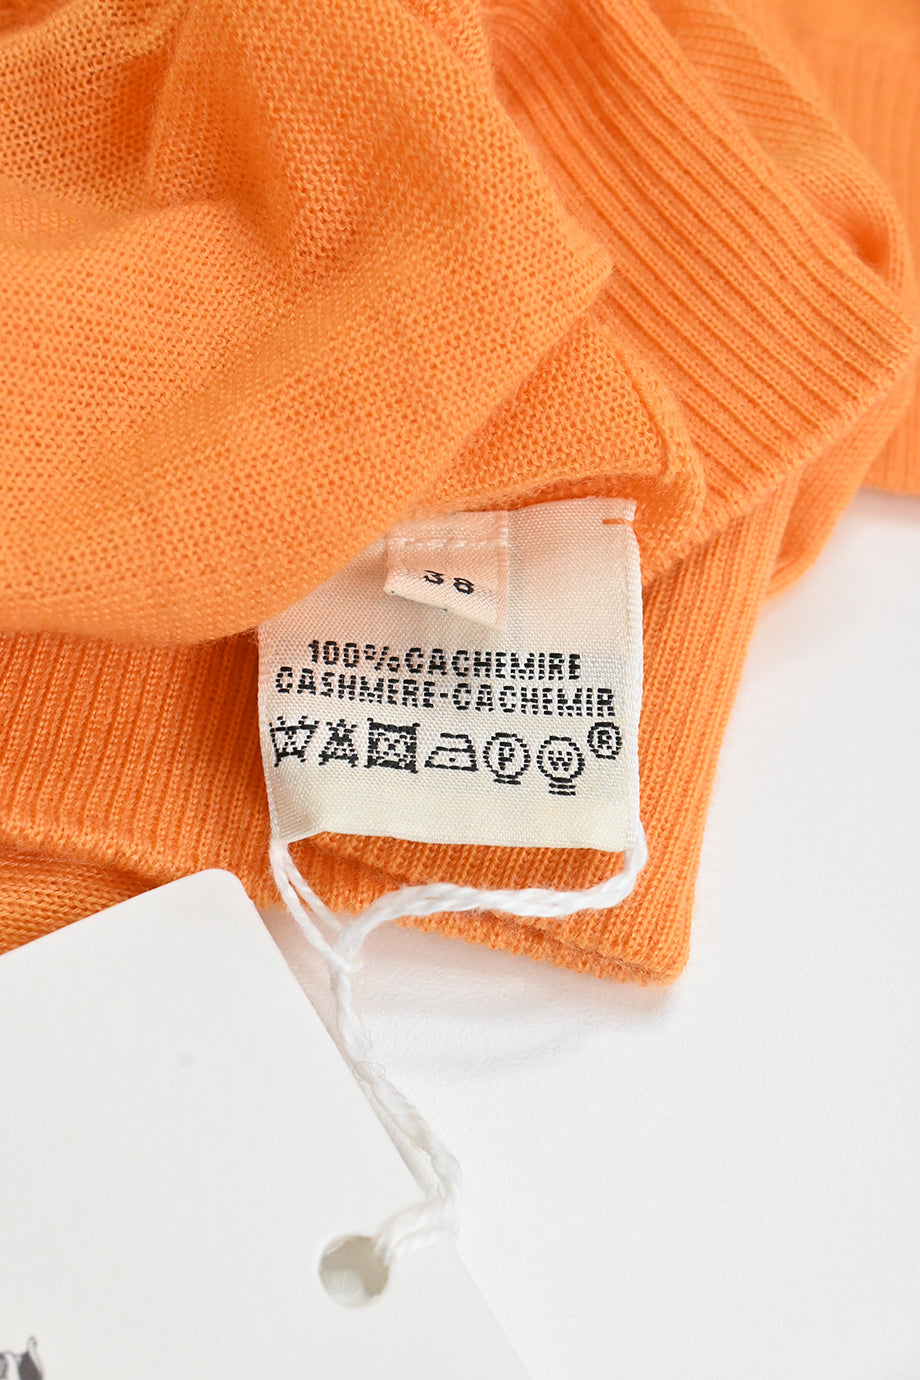 38
100%CACHEMIRE
CASHMERE-CACHEMIR
P W ®